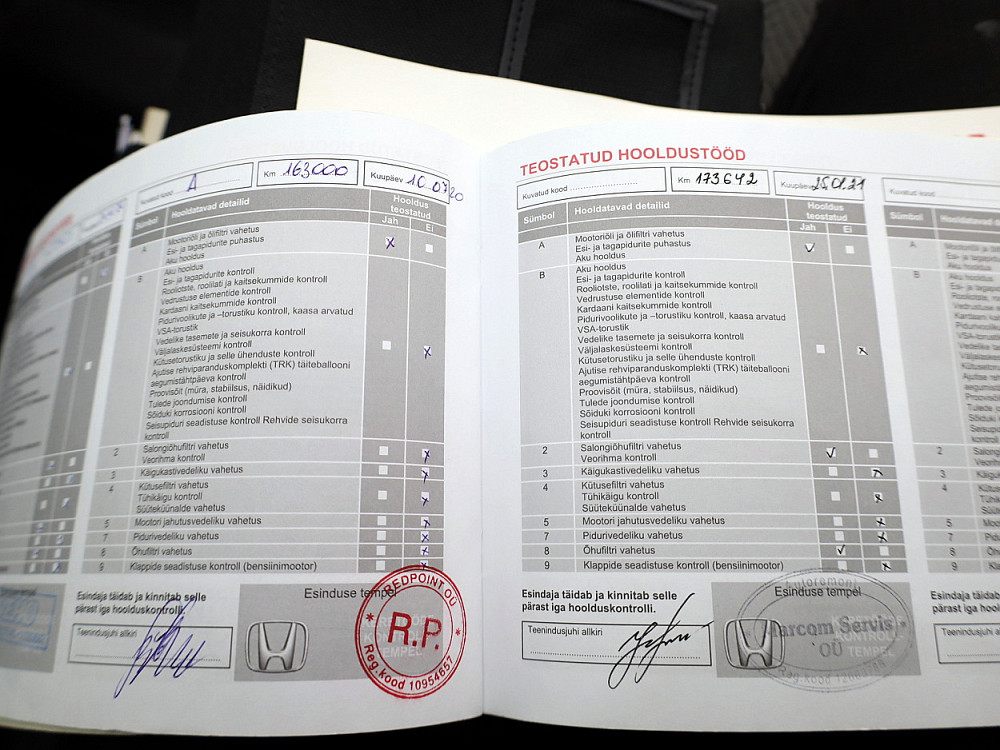 Kuvatud kood A
Km 163000
Kuupäev 10.07.20
Sümbol
Hooldatavad detailid
Hooldus
teostatud
Jah
Ei
A
Mootoriõli ja õlifiltri vahetus
Esi- ja tagapidurite puhastus
Aku hooldus
B
Aku hooldus
Esi- ja tagapidurite kontroll
Rooliotste, roolilati ja kaitsekummide kontroll
Vedrustuse elementide kontroll
Kardaani kaitsekummide kontroll
Pidurivoolikute ja –torustiku kontroll, kaasa arvatud
VSA-torustik
Vedelike tasemete ja seisukorra kontroll
Väljalaskesüsteemi kontroll
Kütusetorustiku ja selle ühenduste kontroll
Ajutise rehviparanduskomplekti (TRK) täiteballooni
aegumistähtpäeva kontroll
Proovisõit (müra, stabiilsus, näidikud)
Tulede joondumise kontroll
Sõiduki korrosiooni kontroll
Seisupiduri seadistuse kontroll Rehvide seisukorra
kontroll
2
Salongiõhufiltri vahetus
Veorihma kontroll
3
Käigukastivedeliku vahetus
4
Kütusefiltri vahetus
Tühikäigu kontroll
Süüteküünalde vahetus
5
Mootori jahutusvedeliku vahetus
7
Pidurivedeliku vahetus
8
Õhufiltri vahetus
9
Klappide seadistuse kontroll (bensiinimootor)
Esindaja täidab ja kinnitab selle
pärast iga hoolduskontrolli.
Teenindusjuhi allkiri
Esinduse tempel
REDPOINT OÜ
R.P.
Reg.kood 10954657
TEMPEL
TEOSTATUD HOOLDUSTÖÖD
Kuvatud kood
Km 173642
Kuupäev 25.01.21
Sümbol
Hooldatavad detailid
Hooldus
teostatud
Jah
Ei
A
Mootoriõli ja õlifiltri vahetus
Esi- ja tagapidurite puhastus
Aku hooldus
B
Aku hooldus
Esi- ja tagapidurite kontroll
Rooliotste, roolilati ja kaitsekummide kontroll
Vedrustuse elementide kontroll
Kardaani kaitsekummide kontroll
Pidurivoolikute ja –torustiku kontroll, kaasa arvatud
VSA-torustik
Vedelike tasemete ja seisukorra kontroll
Väljalaskesüsteemi kontroll
Kütusetorustiku ja selle ühenduste kontroll
Ajutise rehviparanduskomplekti (TRK) täiteballooni
aegumistähtpäeva kontroll
Proovisõit (müra, stabiilsus, näidikud)
Tulede joondumise kontroll
Sõiduki korrosiooni kontroll
Seisupiduri seadistuse kontroll Rehvide seisukorra
kontroll
2
Salongiõhufiltri vahetus
Veorihma kontroll
3
Käigukastivedeliku vahetus
4
Kütusefiltri vahetus
Tühikäigu kontroll
Süüteküünalde vahetus
5
Mootori jahutusvedeliku vahetus
7
Pidurivedeliku vahetus
8
Õhufiltri vahetus
9
Klappide seadistuse kontroll (bensiinimootor)
Esindaja täidab ja kinnitab selle
pärast iga hoolduskontrolli.
Teenindusjuhi allkiri
Esinduse tempel
Servis
OÜ
TEMPEL
Kuvatud kood
Sümbol
A
B
2
3
4
5
7
8
9
Esindaja täidab
pärast iga hooldus